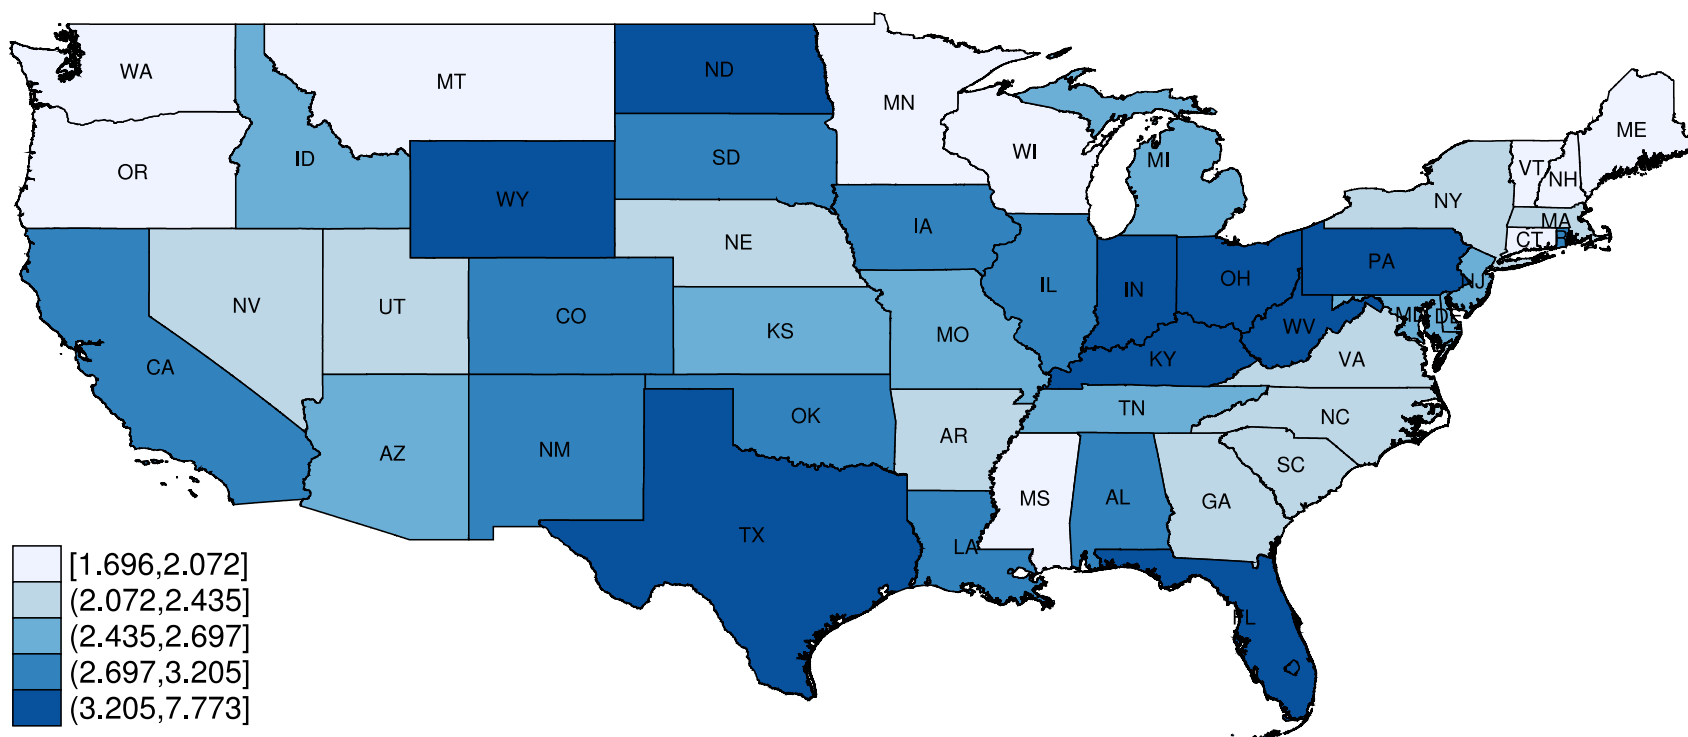 WA
MT
ND
MN
OR
ID
SD
WI
MI
VT
NH
ME
WY
NY
MA
NE
IA
CT
NV
UT
CO
IL
IN
OH
PA
NJ
CA
KS
MO
WV
MD
DE
KY
VA
AZ
NM
OK
AR
TN
NC
SC
MS
AL
GA
TX
LA
FL
[1.696,2.072]
(2.072,2.435]
(2.435,2.697]
(2.697,3.205]
(3.205,7.773]